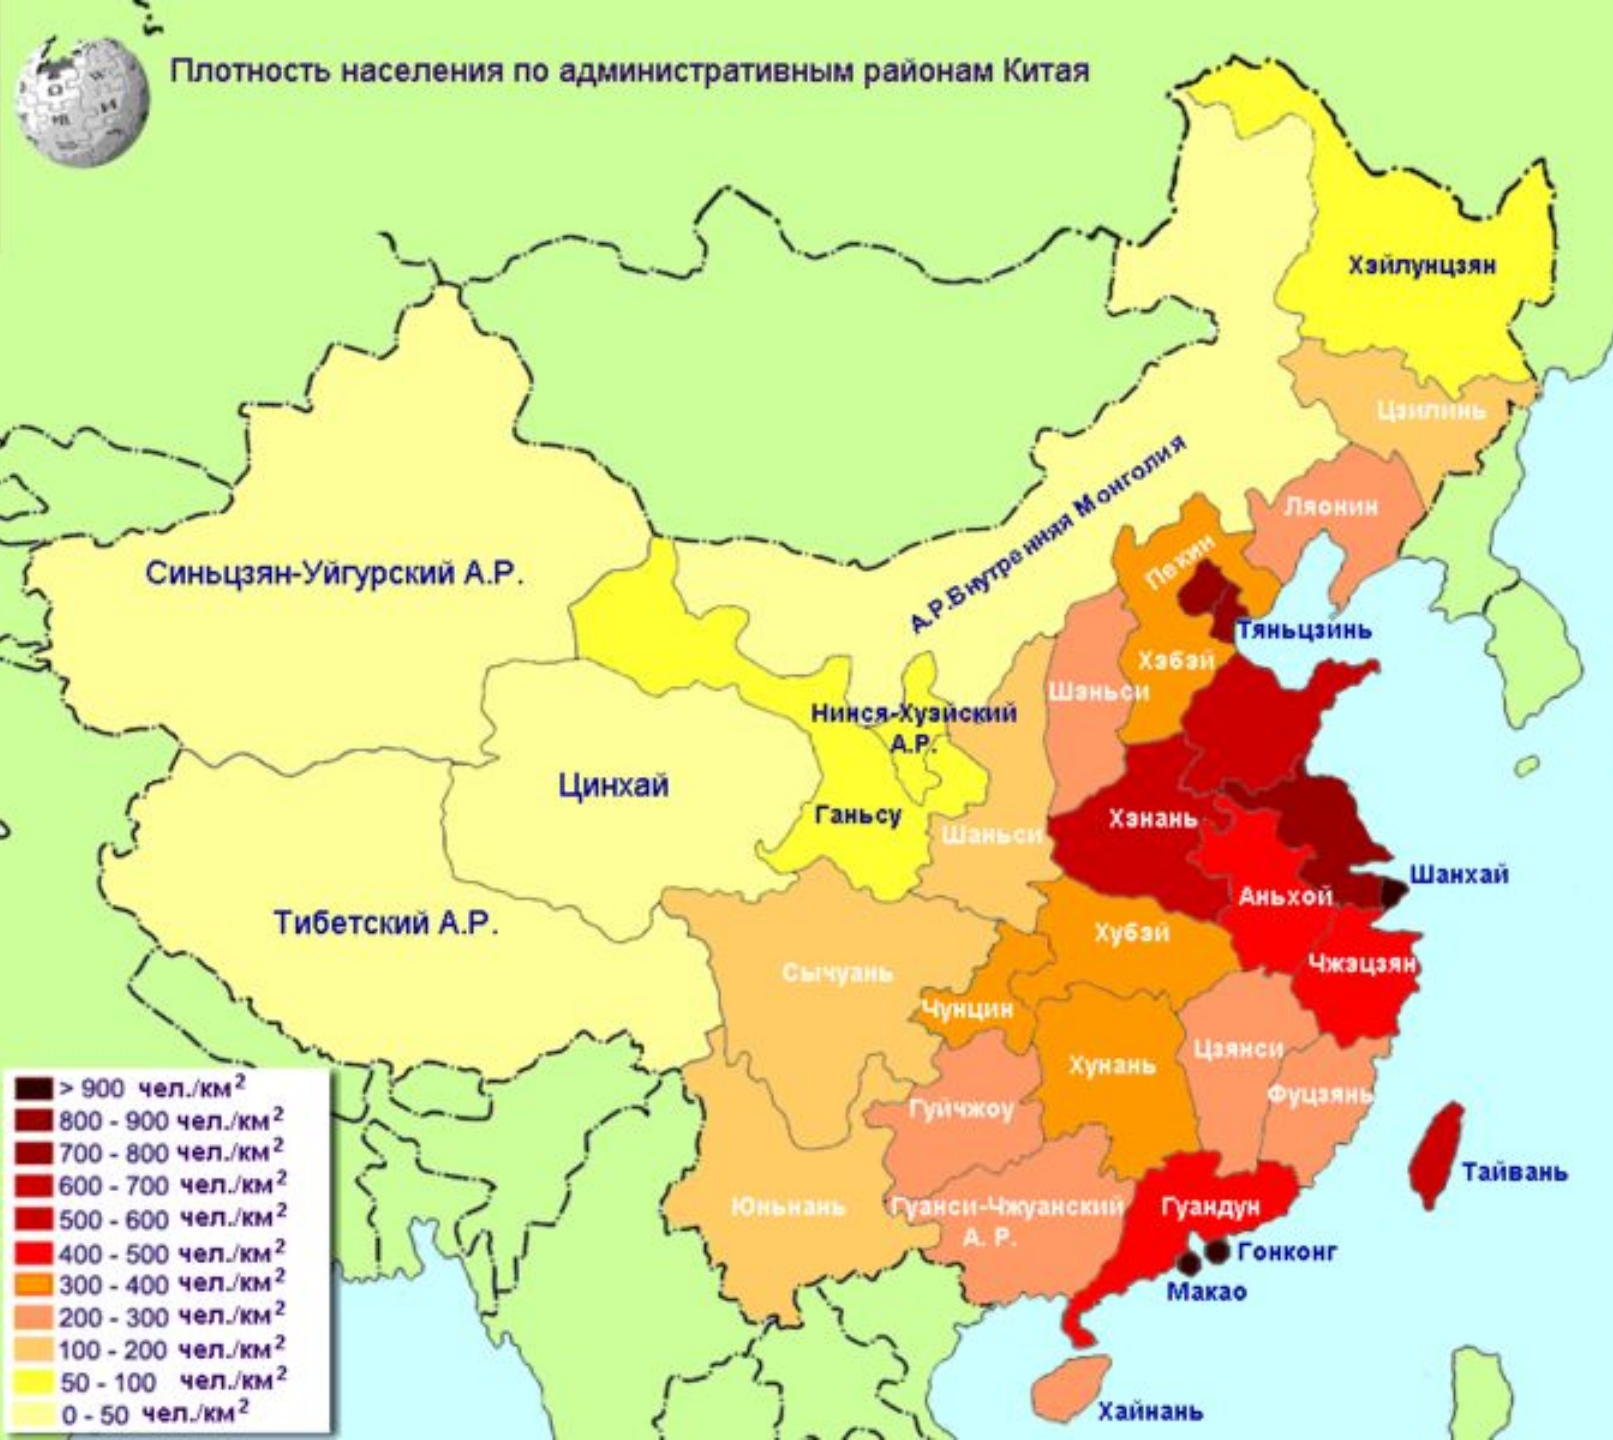 Плотность населения по административным районам Китая
Хэйлунцзян
Цзилинь
Ляонин
А.Р.Внутренняя Монголия
Пекин
Тяньцзинь
Синьцзян-Уйгурский А.Р.
Хэбэй
Шэньси
Нинся-Хуэйский
А.Р.
Цинхай
Ганьсу
Шаньси
Хэнань
Шанхай
Аньхой
Тибетский А.Р.
Хубэй
Чжэцзян
Сычуань
Чунцин
Цзянси
Хунань
Фуцзянь
Гуйчжоу
Тайвань
Юньнань
Гуанси-Чжуанский
А. Р.
Гуандун
Гонконг
Макао
Хайнань
> 900 чел./км²
800 - 900 чел./км²
700 - 800 чел./км²
600 - 700 чел./км²
500 - 600 чел./км²
400 - 500 чел./км²
300 - 400 чел./км²
200 - 300 чел./км²
100 - 200 чел./км²
50 - 100 чел./км²
0 - 50 чел./км²